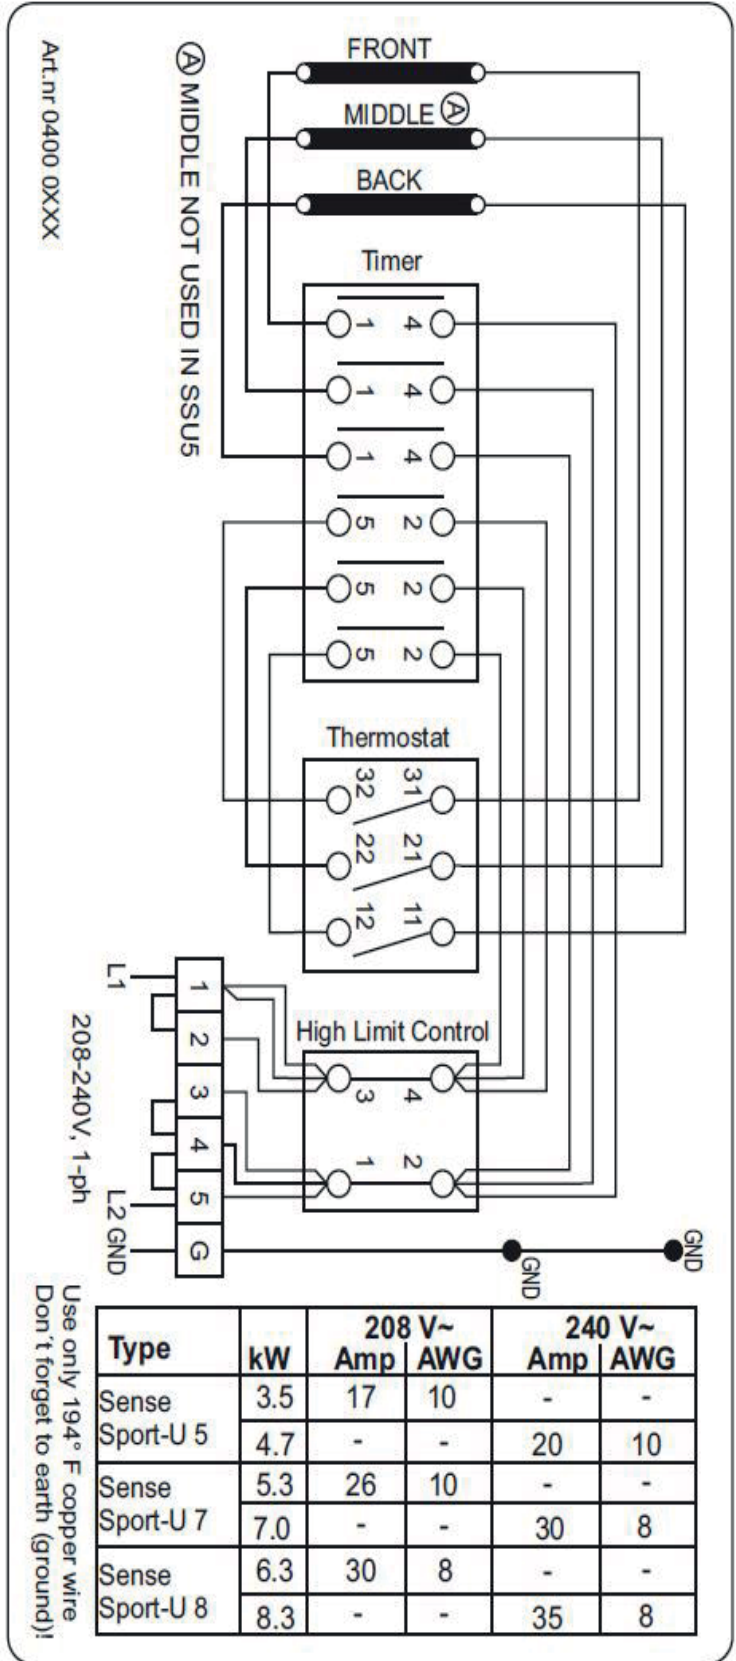 Art.nr 0400 0XXX
Ⓐ MIDDLE NOT USED IN SSU5
FRONT
MIDDLE Ⓐ
BACK
Timer
1 4
1 4
1 4
5 2
5 2
5 2
Thermostat
32 31
22 21
12 11
High Limit Control
3 4
1 2
L1
208-240V, 1-ph
L2
GND
1
2
3
4
5
G
GND
GND
Use only 194° F copper wire
Don´t forget to earth (ground)!
Type kW 208 V~ 240 V~
Amp AWG Amp AWG
Sense Sport-U 5 3.5 17 10 - -
4.7 - - 20 10
Sense Sport-U 7 5.3 26 10 - -
7.0 - - 30 8
Sense Sport-U 8 6.3 30 8 - -
8.3 - - 35 8